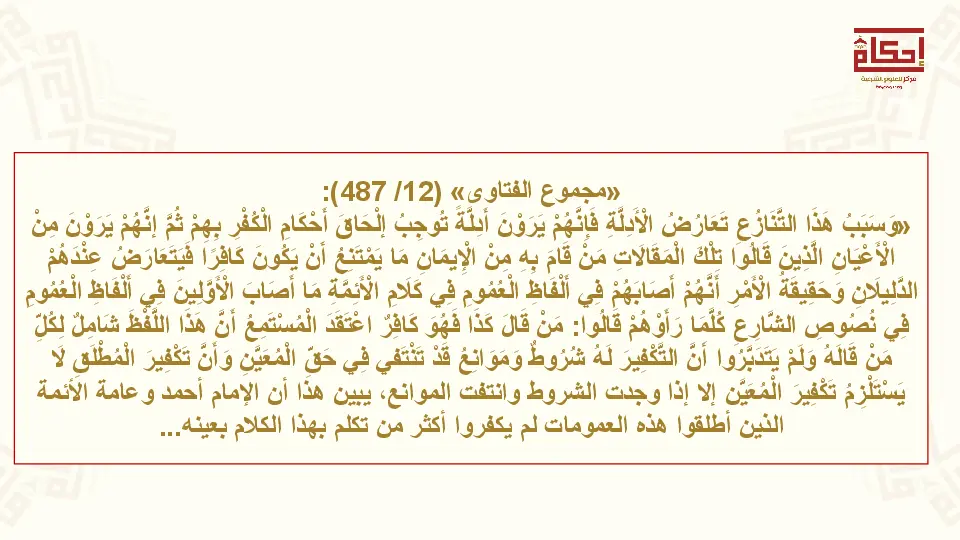 إحكام
مركز للعلوم الشرعية
«مجموع الفتاوى» (12/ 487):
«وَسَبَبُ هَذَا التَّنَازُعِ تَعَارُضُ الْأَدِلَّةِ فَإِنَّهُمْ يَرَوْنَ أَدِلَّةً تُوجِبُ إلْحَاقَ أَحْكَامِ الْكُفْرِ بِهِمْ ثُمَّ إنَّهُمْ يَرَوْنَ مِنْ
الْأَعْيَانِ الَّذِينَ قَالُوا تِلْكَ الْمَقَالَاتِ مَنْ قَامَ بِهِ مِنْ الْإِيمَانِ مَا يَمْتَنِعُ أَنْ يَكُونَ كَافِرًا فَيَتَعَارَضُ عِنْدَهُمْ
الدَّلِيلَانِ وَحَقِيقَةُ الْأَمْرِ أَنَّهُمْ أَصَابَهُمْ فِي أَلْفَاظِ الْعُمُومِ فِي كَلَامِ الْأَئِمَّةِ مَا أَصَابَ الْأَوَّلِينَ فِي أَلْفَاظِ الْعُمُومِ
فِي نُصُوصِ الشَّارِعِ كُلَّمَا رَأَوْهُمْ قَالُوا: مَنْ قَالَ كَذَا فَهُوَ كَافِرٌ اعْتَقَدَ الْمُسْتَمِعُ أَنَّ هَذَا اللَّفْظَ شَامِلٌ لِكُلِّ
مَنْ قَالَهُ وَلَمْ يَتَدَبَّرُوا أَنَّ التَّكْفِيرَ لَهُ شُرُوطٌ وَمَوَانِعُ قَدْ تَنْتَفِي فِي حَقِّ الْمُعَيَّنِ وَأَنَّ تَكْفِيرَ الْمُطْلَقِ لَا
يَسْتَلْزِمُ تَكْفِيرَ الْمُعَيَّنِ إلا إذا وجدت الشروط وانتفت الموانع، يبين هذا أن الإمام أحمد وعامة الأئمة
الذين أطلقوا هذه العمومات لم يكفروا أكثر من تكلم بهذا الكلام بعينه...